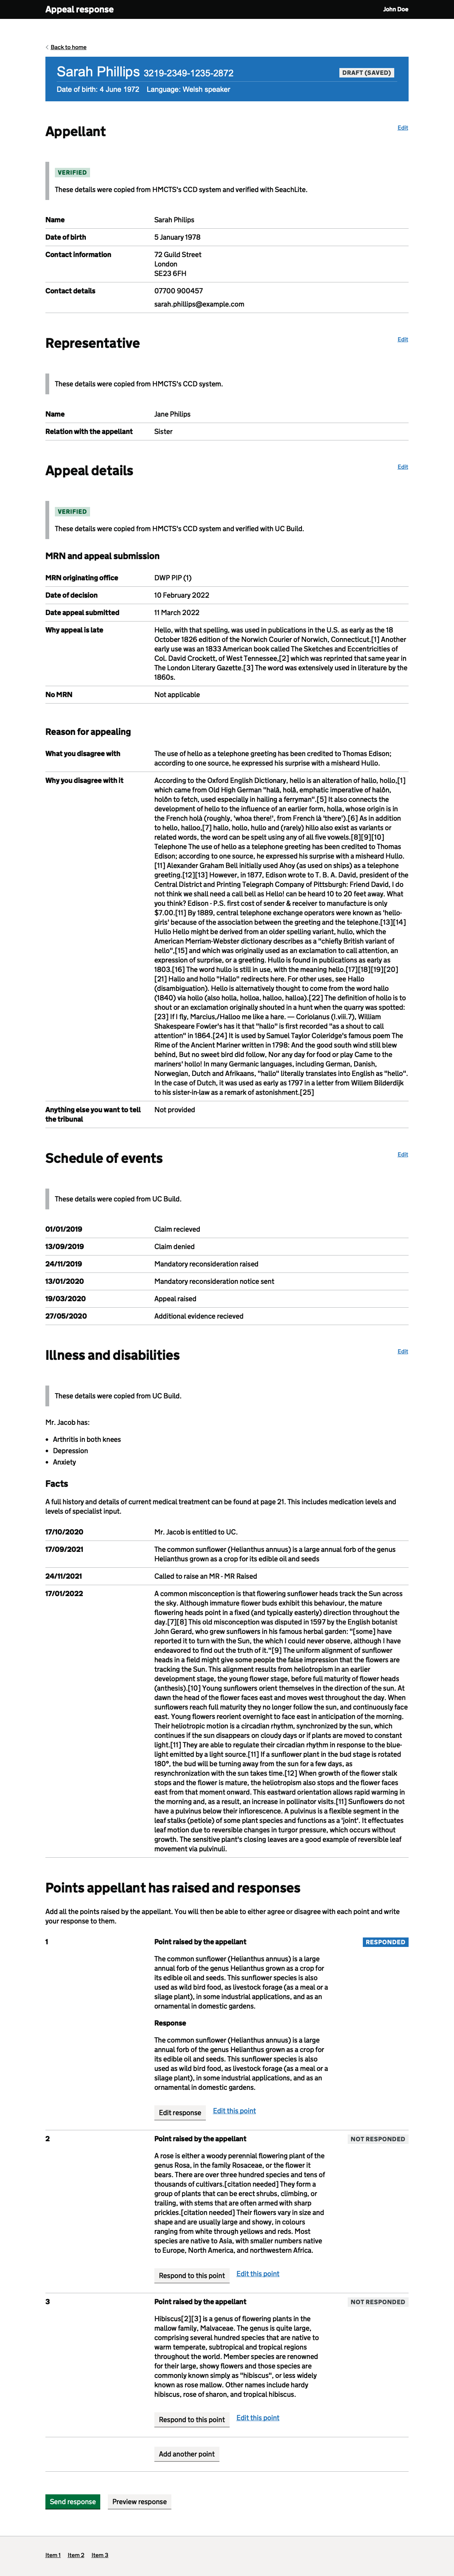 Appeal response
John Doe
Back to home
Sarah Phillips 3219-2349-1235-2872
DRAFT (SAVED)
Date of birth: 4 June 1972 Language: Welsh speaker
Appellant
Edit
VERIFIED
These details were copied from HMCTS's CCD system and verified with SeachLite.
Name Sarah Philips
Date of birth 5 January 1978
Contact information 72 Guild Street
London
SE23 6FH
Contact details 07700 900457
sarah.phillips@example.com
Representative
Edit
These details were copied from HMCTS's CCD system.
Name Jane Philips
Relation with the appellant Sister
Appeal details
Edit
VERIFIED
These details were copied from HMCTS's CCD system and verified with UC Build.
MRN and appeal submission
MRN originating office DWP PIP (1)
Date of decision 10 February 2022
Date appeal submitted 11 March 2022
Why appeal is late Hello, with that spelling, was used in publications in the U.S. as early as the 18
October 1826 edition of the Norwich Courier of Norwich, Connecticut.[1] Another
early use was an 1833 American book called The Sketches and Eccentricities of
Col. David Crockett, of West Tennessee,[2] which was reprinted that same year in
The London Literary Gazette.[3] The word was extensively used in literature by the
1860s.
No MRN Not applicable
Reason for appealing
What you disagree with The use of hello as a telephone greeting has been credited to Thomas Edison;
according to one source, he expressed his surprise with a misheard Hullo.
Why you disagree with it According to the Oxford English Dictionary, hello is an alteration of hallo, hollo,[1]
which came from Old High German "halâ, holâ, emphatic imperative of halôn,
holôn to fetch, used especially in hailing a ferryman".[5] It also connects the
development of hello to the influence of an earlier form, holla, whose origin is in
the French holà (roughly, 'whoa there!', from French là 'there').[6] As in addition
to hello, halloo,[7] hallo, hollo, hullo and (rarely) hillo also exist as variants or
related words, the word can be spelt using any of all five vowels.[8][9][10]
Telephone The use of hello as a telephone greeting has been credited to Thomas
Edison; according to one source, he expressed his surprise with a misheard Hullo.
[11] Alexander Graham Bell initially used Ahoy (as used on ships) as a telephone
greeting.[12][13] However, in 1877, Edison wrote to T. B. A. David, president of the
Central District and Printing Telegraph Company of Pittsburgh: Friend David, I do
not think we shall need a call bell as Hello! can be heard 10 to 20 feet away. What
you think? Edison - P.S. first cost of sender & receiver to manufacture is only
$7.00.[11] By 1889, central telephone exchange operators were known as 'hello-
girls' because of the association between the greeting and the telephone.[13][14]
Hullo Hello might be derived from an older spelling variant, hullo, which the
American Merriam-Webster dictionary describes as a "chiefly British variant of
hello",[15] and which was originally used as an exclamation to call attention, an
expression of surprise, or a greeting. Hullo is found in publications as early as
1803.[16] The word hullo is still in use, with the meaning hello.[17][18][19][20]
[21] Hallo and hollo "Hallo" redirects here. For other uses, see Hallo
(disambiguation). Hello is alternatively thought to come from the word hallo
(1840) via hollo (also holla, holloa, halloo, halloa).[22] The definition of hollo is to
shout or an exclamation originally shouted in a hunt when the quarry was spotted:
[23] If I fly, Marcius,/Halloo me like a hare. — Coriolanus (I.viii.7), William
Shakespeare Fowler's has it that "hallo" is first recorded "as a shout to call
attention" in 1864.[24] It is used by Samuel Taylor Coleridge's famous poem The
Rime of the Ancient Mariner written in 1798: And the good south wind still blew
behind, But no sweet bird did follow, Nor any day for food or play Came to the
mariners' hollo! In many Germanic languages, including German, Danish,
Norwegian, Dutch and Afrikaans, "hallo" literally translates into English as "hello".
In the case of Dutch, it was used as early as 1797 in a letter from Willem Bilderdijk
to his sister-in-law as a remark of astonishment.[25]
Anything else you want to tell Not provided
the tribunal
Schedule of events
Edit
These details were copied from UC Build.
01/01/2019 Claim recieved
13/09/2019 Claim denied
24/11/2019 Mandatory reconsideration raised
13/01/2020 Mandatory reconsideration notice sent
19/03/2020 Appeal raised
27/05/2020 Additional evidence recieved
Illness and disabilities
Edit
These details were copied from UC Build.
Mr. Jacob has:
• Arthritis in both knees
• Depression
• Anxiety
Facts
A full history and details of current medical treatment can be found at page 21. This includes medication levels and
levels of specialist input.
17/10/2020 Mr. Jacob is entitled to UC.
17/09/2021 The common sunflower (Helianthus annuus) is a large annual forb of the genus
Helianthus grown as a crop for its edible oil and seeds
24/11/2021 Called to raise an MR - MR Raised
17/01/2022 A common misconception is that flowering sunflower heads track the Sun across
the sky. Although immature flower buds exhibit this behaviour, the mature
flowering heads point in a fixed (and typically easterly) direction throughout the
day.[7][8] This old misconception was disputed in 1597 by the English botanist
John Gerard, who grew sunflowers in his famous herbal garden: "[some] have
reported it to turn with the Sun, the which I could never observe, although I have
endeavored to find out the truth of it."[9] The uniform alignment of sunflower
heads in a field might give some people the false impression that the flowers are
tracking the Sun. This alignment results from heliotropism in an earlier
development stage, the young flower stage, before full maturity of flower heads
(anthesis).[10] Young sunflowers orient themselves in the direction of the sun. At
dawn the head of the flower faces east and moves west throughout the day. When
sunflowers reach full maturity they no longer follow the sun, and continuously face
east. Young flowers reorient overnight to face east in anticipation of the morning.
Their heliotropic motion is a circadian rhythm, synchronized by the sun, which
continues if the sun disappears on cloudy days or if plants are moved to constant
light.[11] They are able to regulate their circadian rhythm in response to the blue-
light emitted by a light source.[11] If a sunflower plant in the bud stage is rotated
180°, the bud will be turning away from the sun for a few days, as
resynchronization with the sun takes time.[12] When growth of the flower stalk
stops and the flower is mature, the heliotropism also stops and the flower faces
east from that moment onward. This eastward orientation allows rapid warming in
the morning and, as a result, an increase in pollinator visits.[11] Sunflowers do not
have a pulvinus below their inflorescence. A pulvinus is a flexible segment in the
leaf stalks (petiole) of some plant species and functions as a 'joint'. It effectuates
leaf motion due to reversible changes in turgor pressure, which occurs without
growth. The sensitive plant's closing leaves are a good example of reversible leaf
movement via pulvinuli.
Points appellant has raised and responses
Add all the points raised by the appellant. You will then be able to either agree or disagree with each point and write
your response to them.
1 Point raised by the appellant RESPONDED
The common sunflower (Helianthus annuus) is a large
annual forb of the genus Helianthus grown as a crop for
its edible oil and seeds. This sunflower species is also
used as wild bird food, as livestock forage (as a meal or a
silage plant), in some industrial applications, and as an
ornamental in domestic gardens.
Response
The common sunflower (Helianthus annuus) is a large
annual forb of the genus Helianthus grown as a crop for
its edible oil and seeds. This sunflower species is also
used as wild bird food, as livestock forage (as a meal or a
silage plant), in some industrial applications, and as an
ornamental in domestic gardens.
Edit response Edit this point
2 Point raised by the appellant NOT RESPONDED
A rose is either a woody perennial flowering plant of the
genus Rosa, in the family Rosaceae, or the flower it
bears. There are over three hundred species and tens of
thousands of cultivars.[citation needed] They form a
group of plants that can be erect shrubs, climbing, or
trailing, with stems that are often armed with sharp
prickles.[citation needed] Their flowers vary in size and
shape and are usually large and showy, in colours
ranging from white through yellows and reds. Most
species are native to Asia, with smaller numbers native
to Europe, North America, and northwestern Africa.
Respond to this point Edit this point
3 Point raised by the appellant NOT RESPONDED
Hibiscus[2][3] is a genus of flowering plants in the
mallow family, Malvaceae. The genus is quite large,
comprising several hundred species that are native to
warm temperate, subtropical and tropical regions
throughout the world. Member species are renowned
for their large, showy flowers and those species are
commonly known simply as "hibiscus", or less widely
known as rose mallow. Other names include hardy
hibiscus, rose of sharon, and tropical hibiscus.
Respond to this point Edit this point
Add another point
Send response Preview response
Item 1 Item 2 Item 3